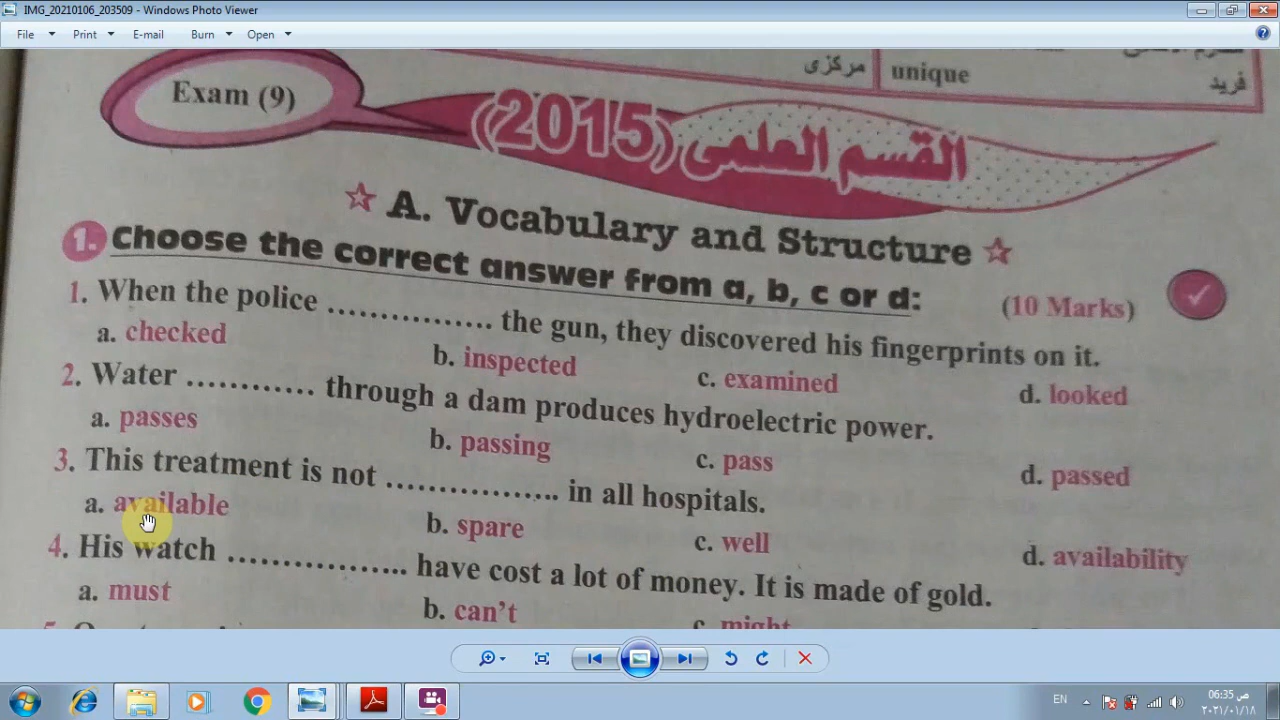 IMG_20210106_203509 - Windows Photo Viewer
File Print E-mail Burn Open
مركزى unique فريد
Exam (9)
القسم العلمى (2015)
A. Vocabulary and Structure
1. Choose the correct answer from a, b, c or d: (10 Marks)
1. When the police ................ the gun, they discovered his fingerprints on it.
a. checked b. inspected c. examined d. looked
2. Water ............ through a dam produces hydroelectric power.
a. passes b. passing c. pass d. passed
3. This treatment is not ................. in all hospitals.
a. available b. spare c. well d. availability
4. His watch ................. have cost a lot of money. It is made of gold.
a. must b. can't c. might
EN
06:35 ص
٢٠٢١/٠١/١٨